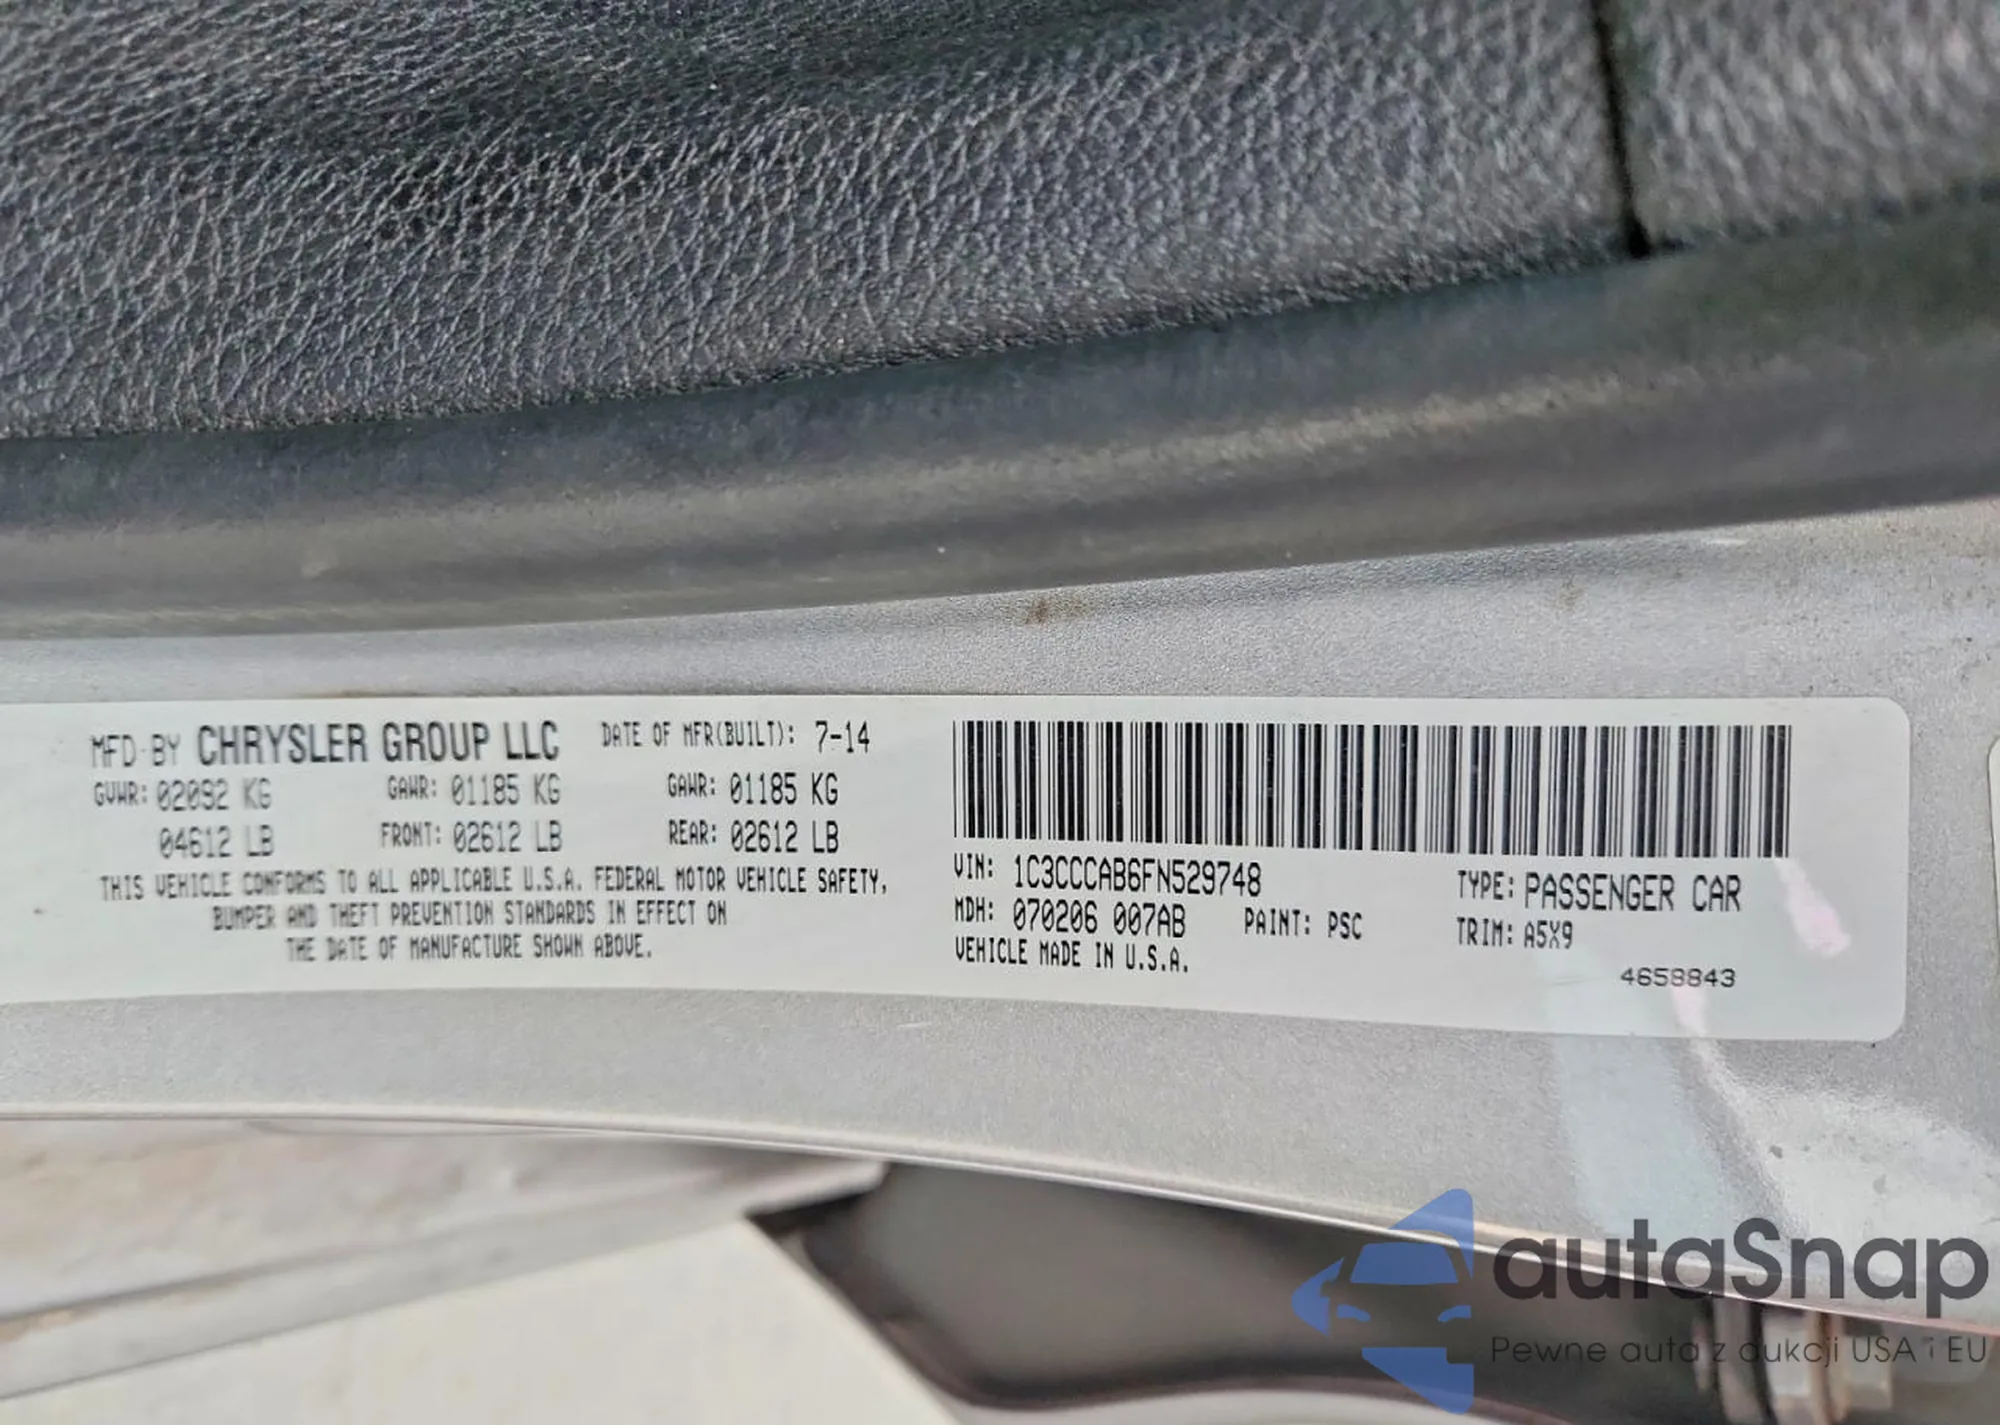 MFD BY CHRYSLER GROUP LLC DATE OF MFR(BUILT): 7-14
GVWR: 02092 KG GAWR: 01185 KG GAWR: 01185 KG
04612 LB FRONT: 02612 LB REAR: 02612 LB
THIS VEHICLE CONFORMS TO ALL APPLICABLE U.S.A. FEDERAL MOTOR VEHICLE SAFETY,
BUMPER AND THEFT PREVENTION STANDARDS IN EFFECT ON
THE DATE OF MANUFACTURE SHOWN ABOVE.
VIN: 1C3CCCAB6FN529748 TYPE: PASSENGER CAR
MDH: 070206 007AB PAINT: PSC TRIM: A5X9
VEHICLE MADE IN U.S.A.
4658843
autaSnap
Pewne auta z dukcji USA i EU